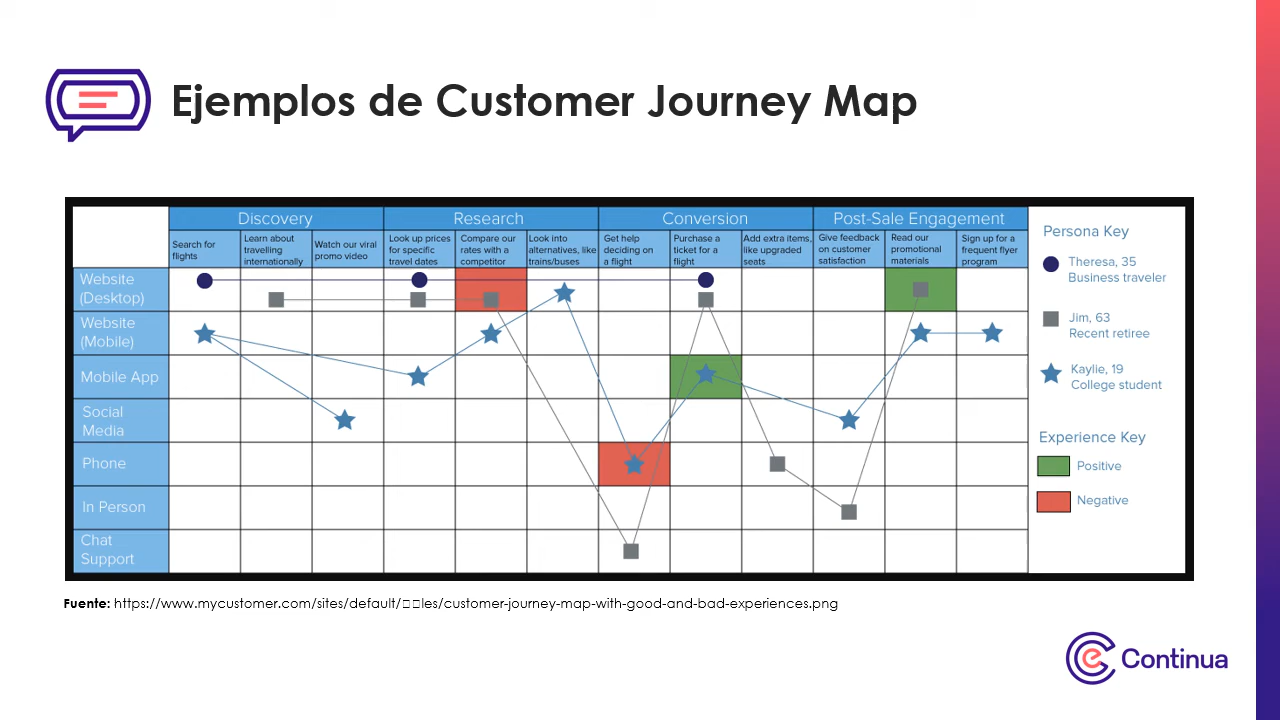 Ejemplos de Customer Journey Map
Discovery
Research
Conversion
Post-Sale Engagement
Search for
flights
Learn about
travelling
internationally
Watch our viral
promo video
Look up prices
for specific
travel dates
Compare our
rates with a
competitor
Look into
alternatives, like
trains/buses
Get help
deciding on
a flight
Purchase a
ticket for a
flight
Add extra items,
like upgraded
seats
Give feedback
on customer
satisfaction
Read our
promotional
materials
Sign up for a
frequent flyer
program
Website
(Desktop)
Website
(Mobile)
Mobile App
Social
Media
Phone
In Person
Chat
Support
Persona Key
Theresa, 35
Business traveler
Jim, 63
Recent retiree
Kaylie, 19
College student
Experience Key
Positive
Negative
Fuente: https://www.mycustomer.com/sites/default/□□les/customer-journey-map-with-good-and-bad-experiences.png
Continua